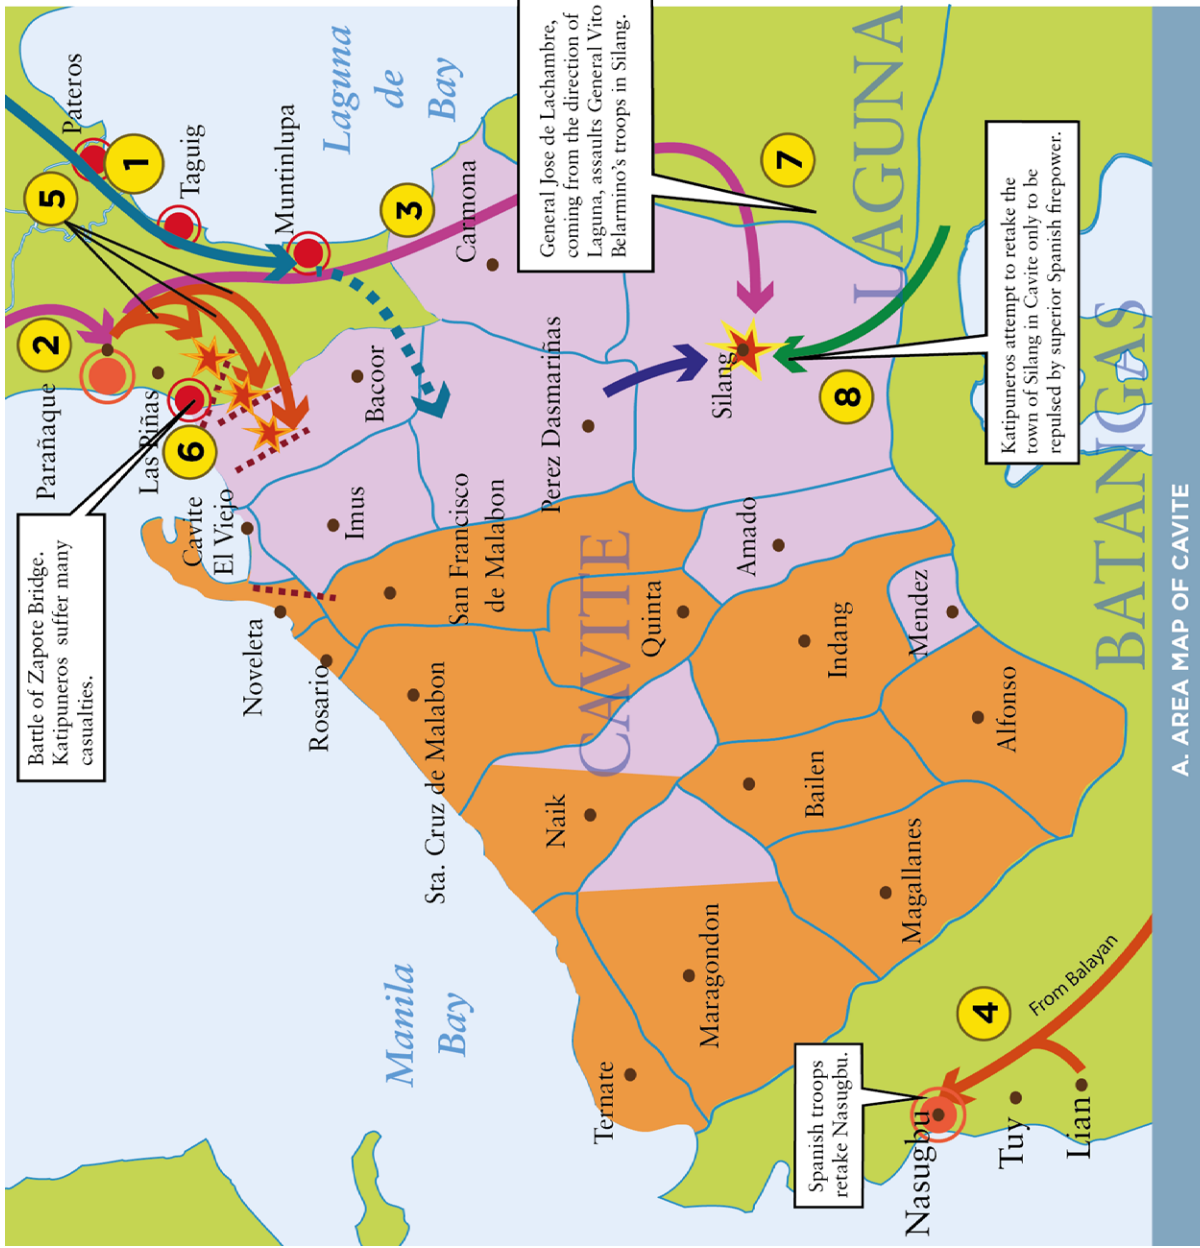 Battle of Zapote Bridge.
Katipuneros suffer many
casualties.
General Jose de Lachambre,
coming from the direction of
Laguna, assaults General Vito
Belarmino's troops in Silang.
Katipuneros attempt to retake the
town of Silang in Cavite only to be
repulsed by superior Spanish firepower.
Spanish troops
retake Nasugbu.
Parañaque
Las Piñas
Pateros
Taguig
Muntinlupa
Laguna
de
Bay
Carmona
Bacoor
Cavite
El Viejo
Imus
Noveleta
Rosario
San Francisco
de Malabon
Perez Dasmariñas
Sta. Cruz de Malabon
Silang
Quinta
Amado
Naik
Indang
Mendez
Bailen
Alfonso
Magallanes
Maragondon
Ternate
Manila
Bay
CAVITE
LAGUNA
BATANGAS
Nasugbu
Tuy
Lian
From Balayan
1
2
3
4
5
6
7
8
A. AREA MAP OF CAVITE